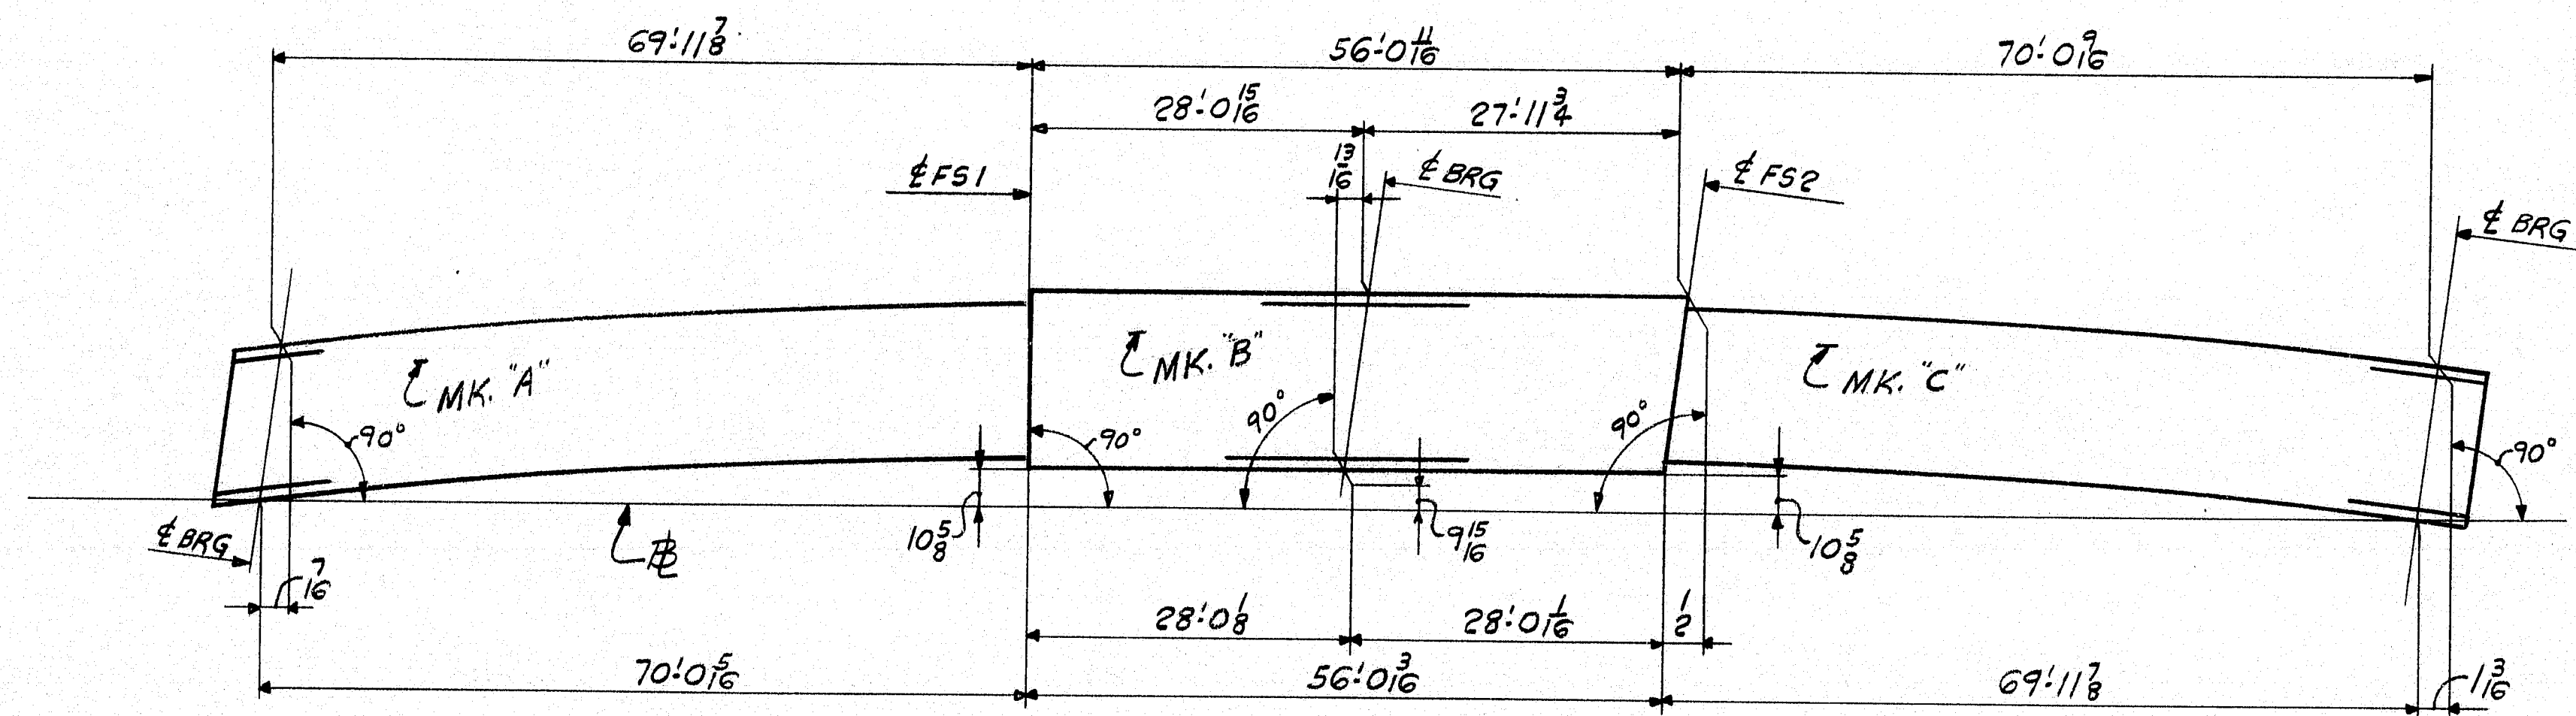 69'-11 7/8
56'-0 11/16
70'-0 9/16
28'-0 15/16
27'-11 3/4
13/16
℄ FS1
℄ BRG
℄ FS2
℄ BRG
MK. "A"
MK. "B"
MK. "C"
90°
90°
90°
90°
90°
℄ BRG
10 5/8
9 15/16
10 5/8
BL
7/16
28'-0 1/8
28'-0 1/16
1/2
70'-0 5/16
56'-0 3/16
69'-11 7/8
1 3/16